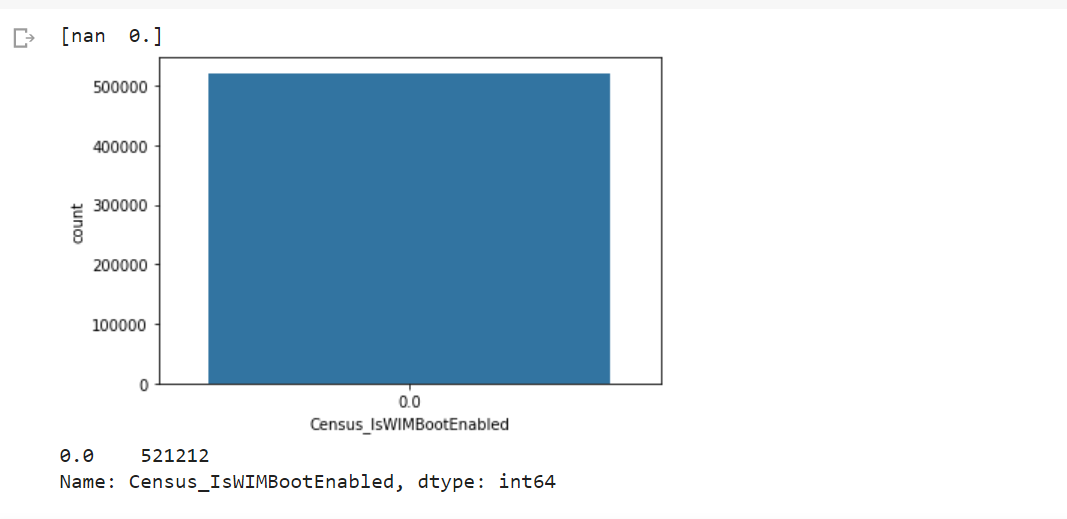 [nan  0.]
500000
400000
300000
200000
100000
0
count
0.0
Census_IsWIMBootEnabled
0.0    521212
Name: Census_IsWIMBootEnabled, dtype: int64